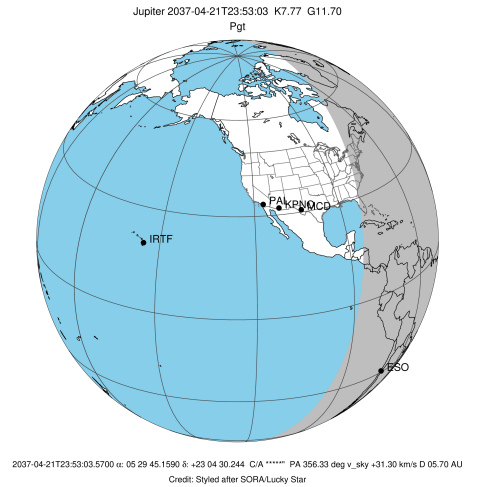 Jupiter 2037-04-21T23:53:03 K7.77 G11.70
Pgt
PAL
KPNO
MCD
IRTF
ESO
2037-04-21T23:53:03.5700 α: 05 29 45.1590 δ: +23 04 30.244 C/A *****" PA 356.33 deg v_sky +31.30 km/s D 05.70 AU
Credit: Styled after SORA/Lucky Star